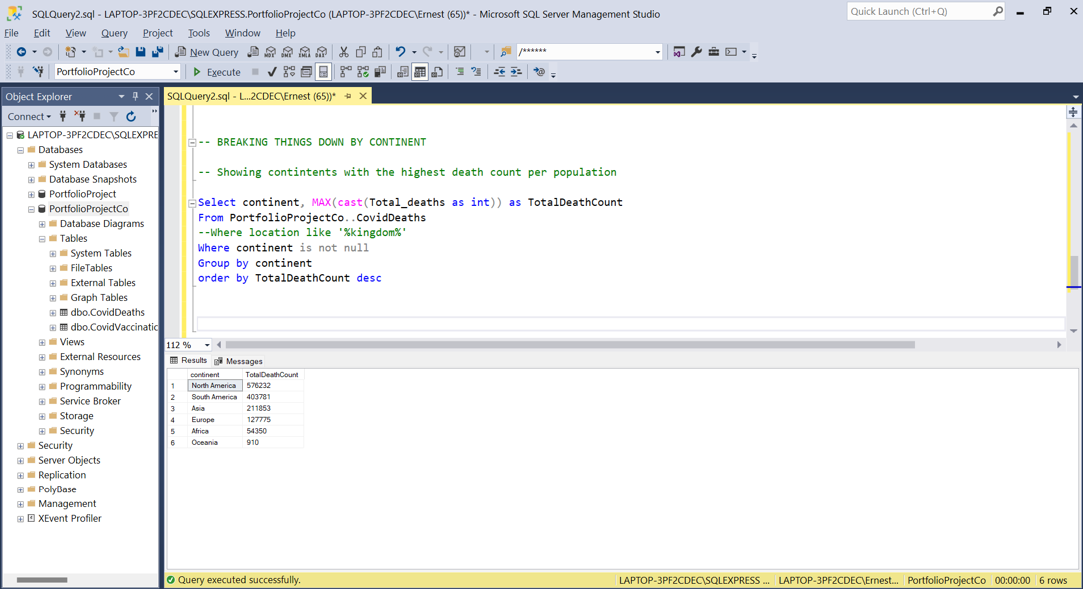 SQLQuery2.sql - LAPTOP-3PF2CDEC\SQLEXPRESS.PortfolioProjectCo (LAPTOP-3PF2CDEC\Ernest (65))* - Microsoft SQL Server Management Studio
Quick Launch (Ctrl+Q)
File Edit View Query Project Tools Window Help
New Query MDX DMX XMLA DAX /******
PortfolioProjectCo Execute
Object Explorer
SQLQuery2.sql - L...2CDEC\Ernest (65))*
Connect
LAPTOP-3PF2CDEC\SQLEXPRE
Databases
System Databases
Database Snapshots
PortfolioProject
PortfolioProjectCo
Database Diagrams
Tables
System Tables
FileTables
External Tables
Graph Tables
dbo.CovidDeaths
dbo.CovidVaccinatic
Views
External Resources
Synonyms
Programmability
Service Broker
Storage
Security
Security
Server Objects
Replication
PolyBase
Management
XEvent Profiler
-- BREAKING THINGS DOWN BY CONTINENT
-- Showing contintents with the highest death count per population
Select continent, MAX(cast(Total_deaths as int)) as TotalDeathCount
From PortfolioProjectCo..CovidDeaths
--Where location like '%kingdom%'
Where continent is not null
Group by continent
order by TotalDeathCount desc
112 %
Results Messages
continent TotalDeathCount
1 North America 576232
2 South America 403781
3 Asia 211853
4 Europe 127775
5 Africa 54350
6 Oceania 910
Query executed successfully. LAPTOP-3PF2CDEC\SQLEXPRESS ... LAPTOP-3PF2CDEC\Ernest... PortfolioProjectCo 00:00:00 6 rows